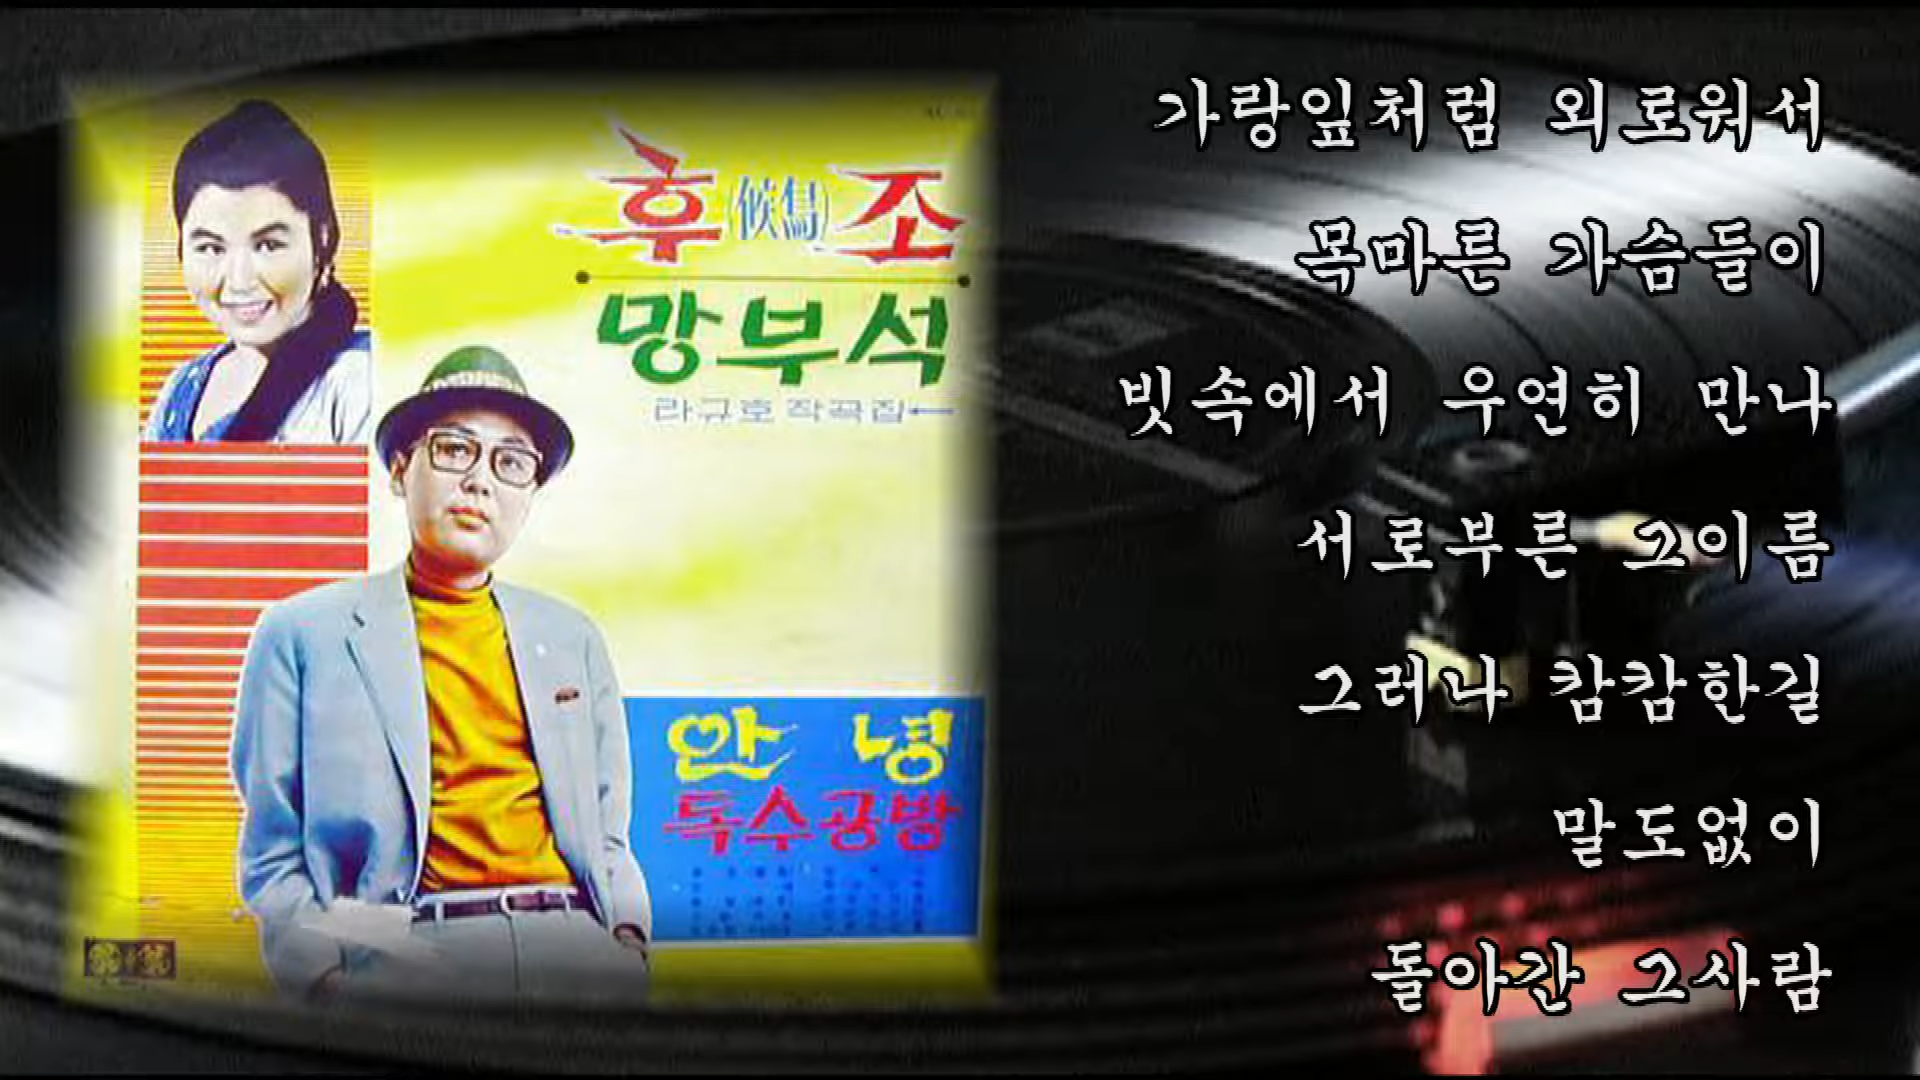 후(候鳥)조
망부석
라규호 작곡집
안녕
독수공방
가랑잎처럼 외로워서
목마른 가슴들이
빗속에서 우연히 만나
서로부른 그이름
그러나 캄캄한길
말도없이
돌아간 그사람